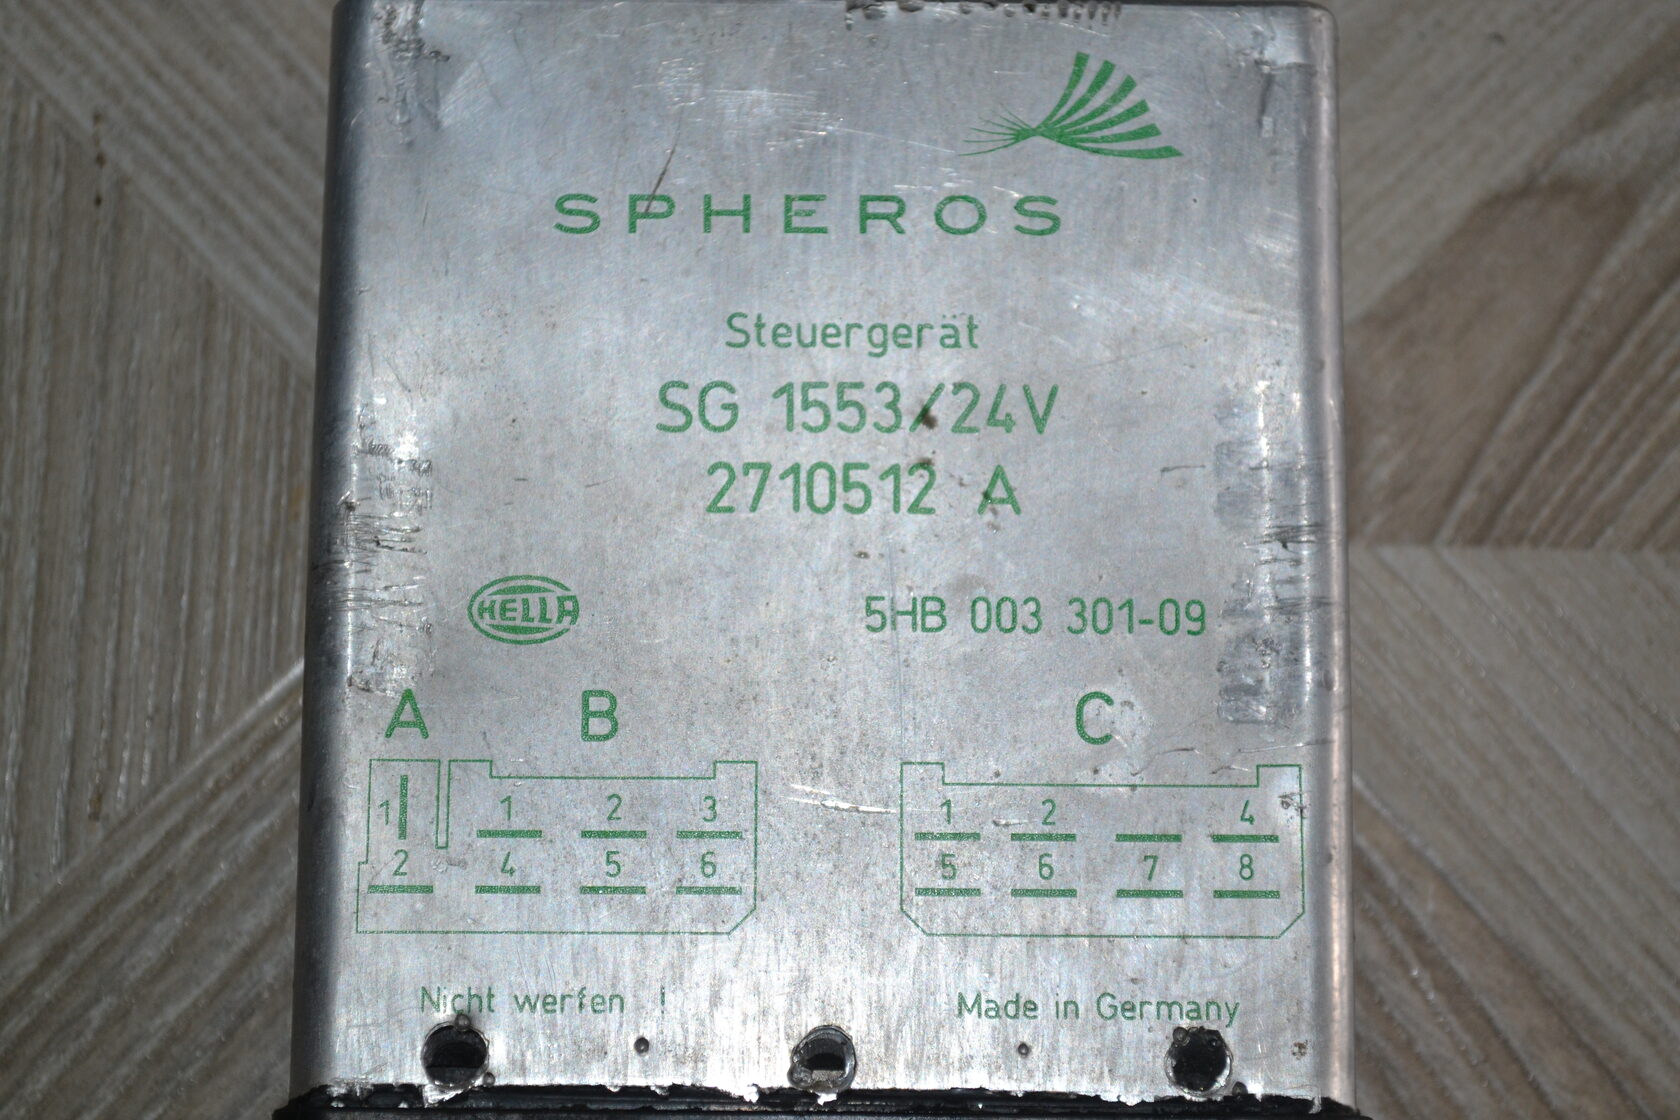 SPHEROS
Steuergerät
SG 1553/24V
2710512 A
HELLA
5HB 003 301-09
A B C
1 1 2 3 1 2 4
2 4 5 6 5 6 7 8
Nicht werfen !
Made in Germany